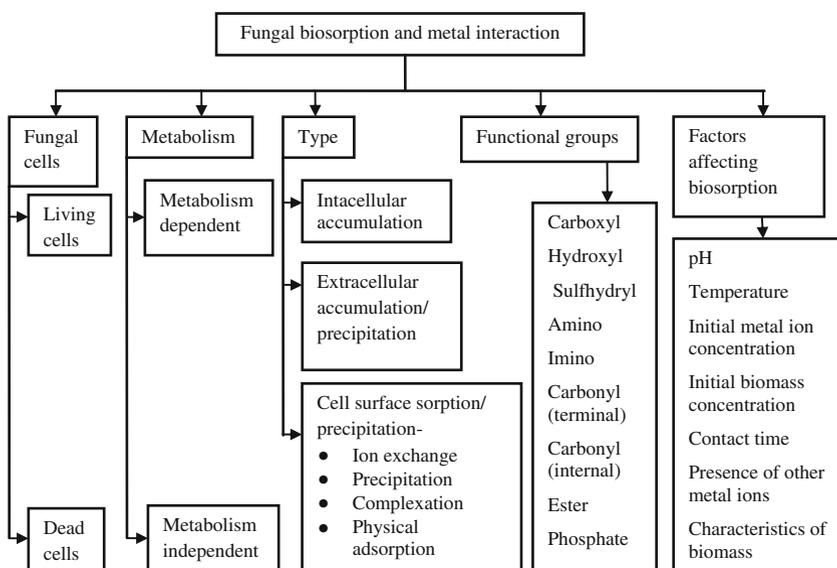 Fungal biosorption and metal interaction
Fungal
cells
Living
cells
Dead
cells
Metabolism
Metabolism
dependent
Metabolism
independent
Type
Intacellular
accumulation
Extracellular
accumulation/
precipitation
Cell surface sorption/
precipitation-
● Ion exchange
● Precipitation
● Complexation
● Physical
adsorption
Functional groups
Carboxyl
Hydroxyl
Sulfhydryl
Amino
Imino
Carbonyl
(terminal)
Carbonyl
(internal)
Ester
Phosphate
Factors
affecting
biosorption
pH
Temperature
Initial metal ion
concentration
Initial biomass
concentration
Contact time
Presence of other
metal ions
Characteristics of
biomass